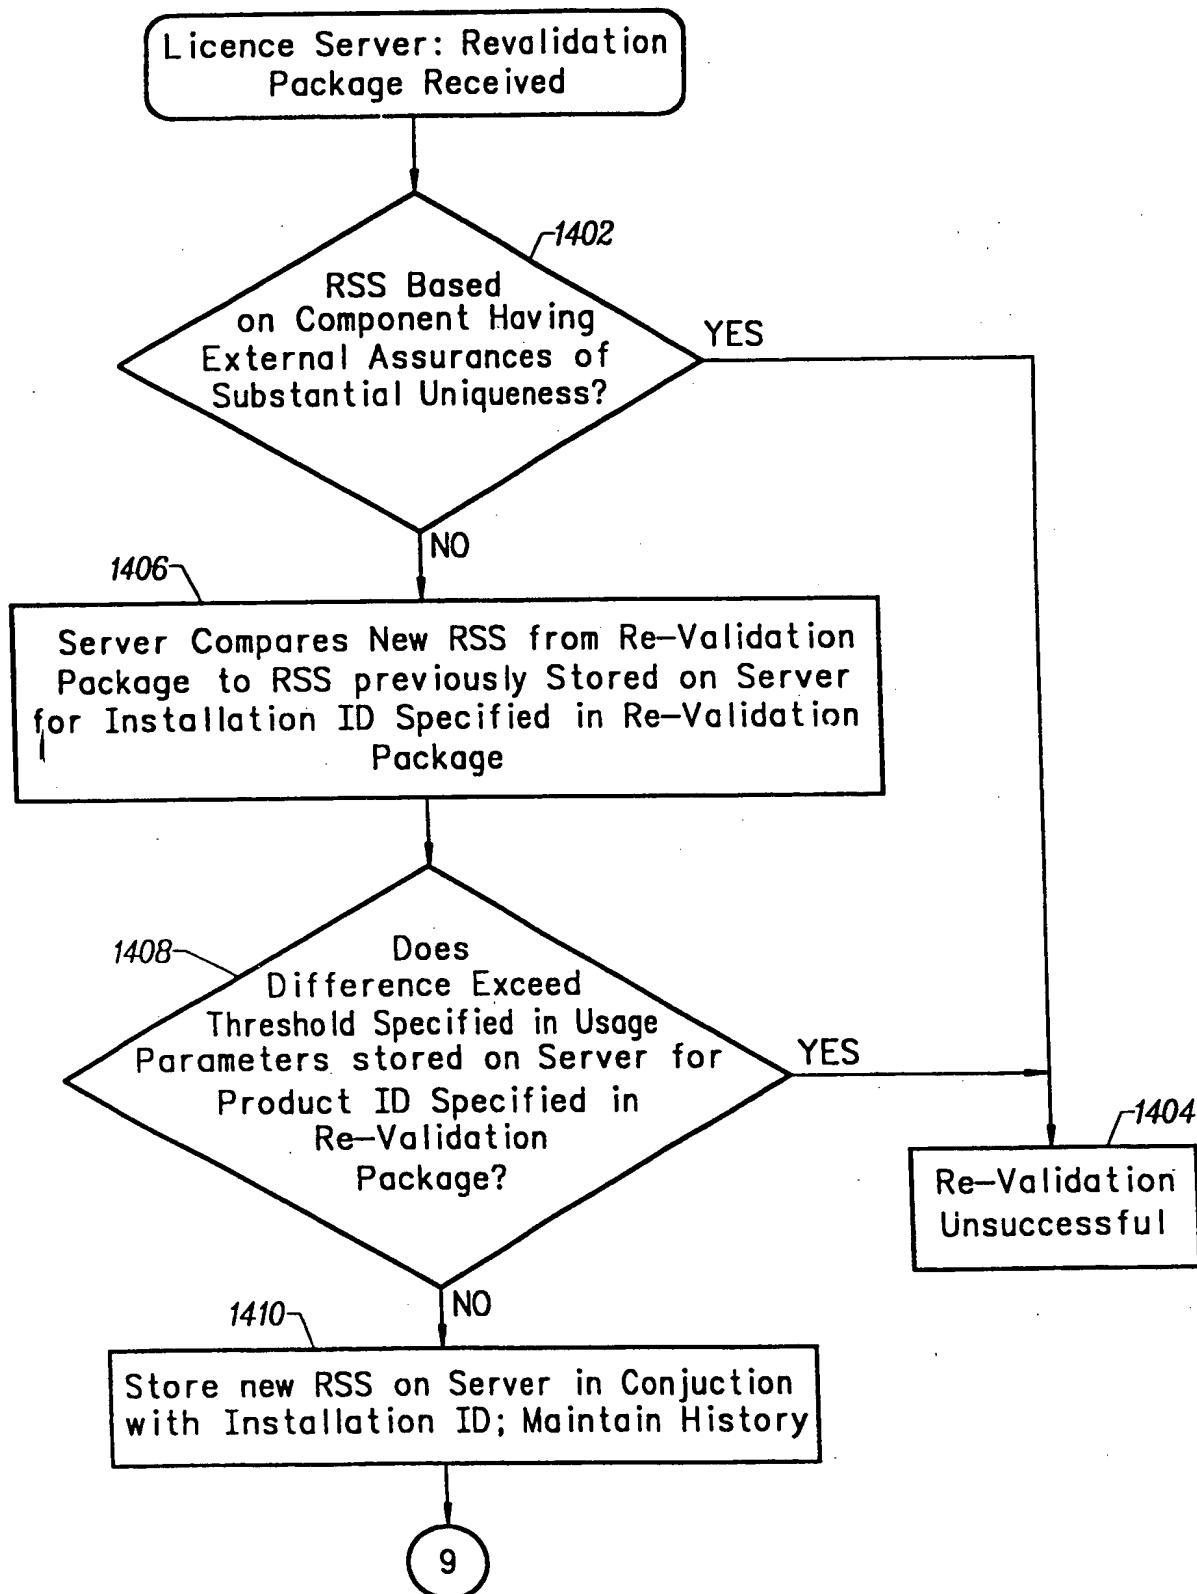 Licence Server: Revalidation
Package Received
1402
RSS Based
on Component Having
External Assurances of
Substantial Uniqueness?
YES
NO
1406
Server Compares New RSS from Re-Validation
Package to RSS previously Stored on Server
for Installation ID Specified in Re-Validation
Package
1408
Does
Difference Exceed
Threshold Specified in Usage
Parameters stored on Server for
Product ID Specified in
Re-Validation
Package?
YES
1404
Re-Validation
Unsuccessful
NO
1410
Store new RSS on Server in Conjuction
with Installation ID; Maintain History
9